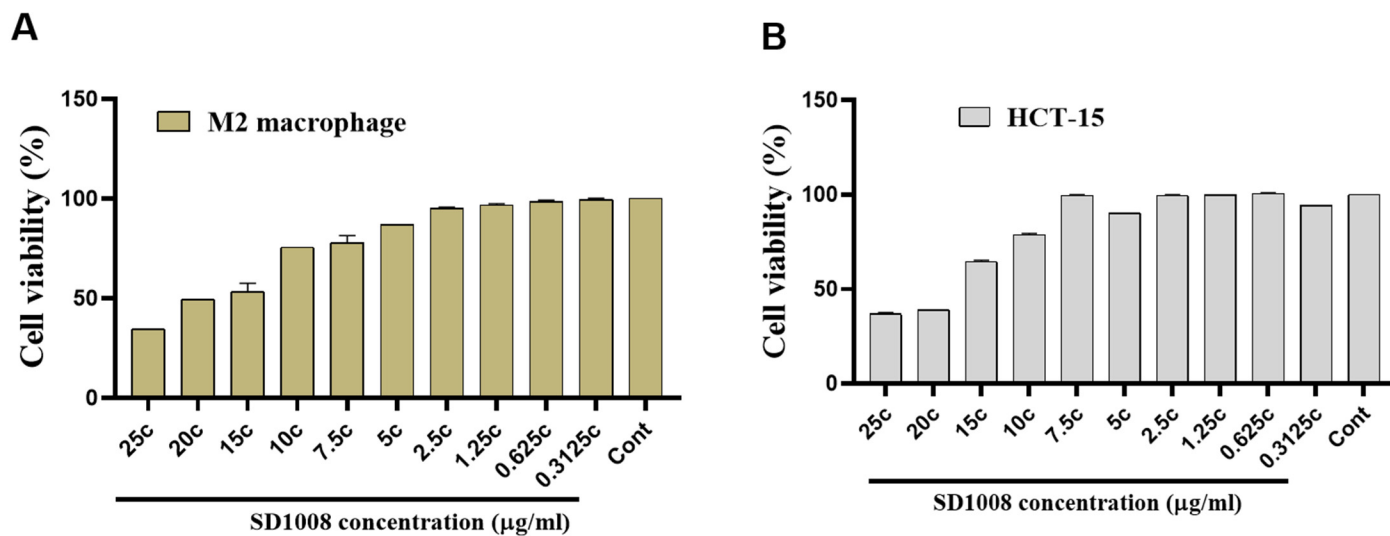 A
M2 macrophage
Cell viability (%)
150
100
50
0
25c 20c 15c 10c 7.5c 5c 2.5c 1.25c 0.625c 0.3125c Cont
SD1008 concentration (μg/ml)
B
HCT-15
Cell viability (%)
150
100
50
0
25c 20c 15c 10c 7.5c 5c 2.5c 1.25c 0.625c 0.3125c Cont
SD1008 concentration (μg/ml)